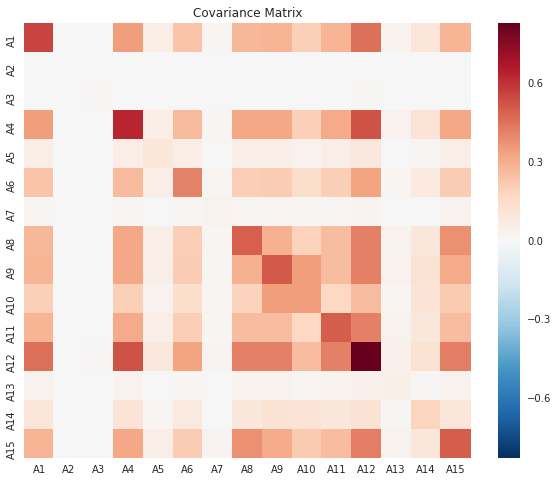 Covariance Matrix
A1
A2
A3
A4
A5
A6
A7
A8
A9
A10
A11
A12
A13
A14
A15
A1 A2 A3 A4 A5 A6 A7 A8 A9 A10 A11 A12 A13 A14 A15
0.6
0.3
0.0
−0.3
−0.6